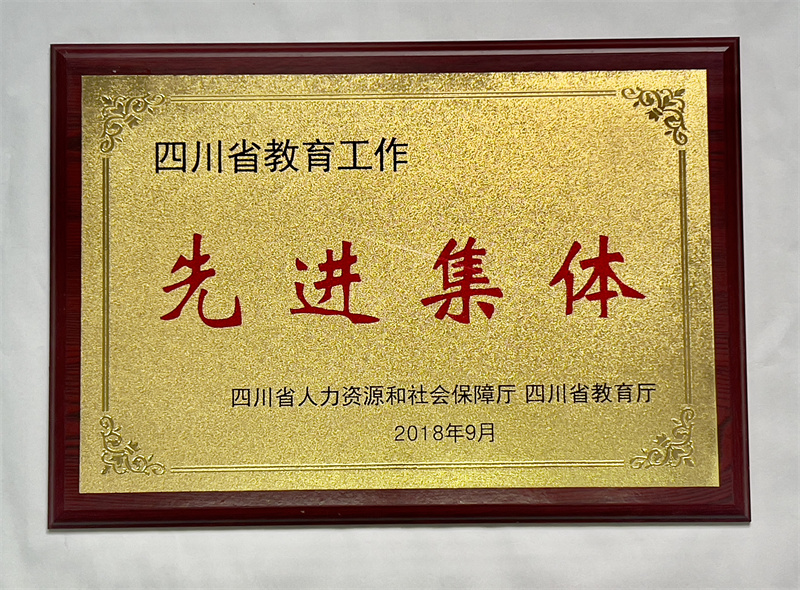 四川省教育工作
先进集体
四川省人力资源和社会保障厅 四川省教育厅
2018年9月